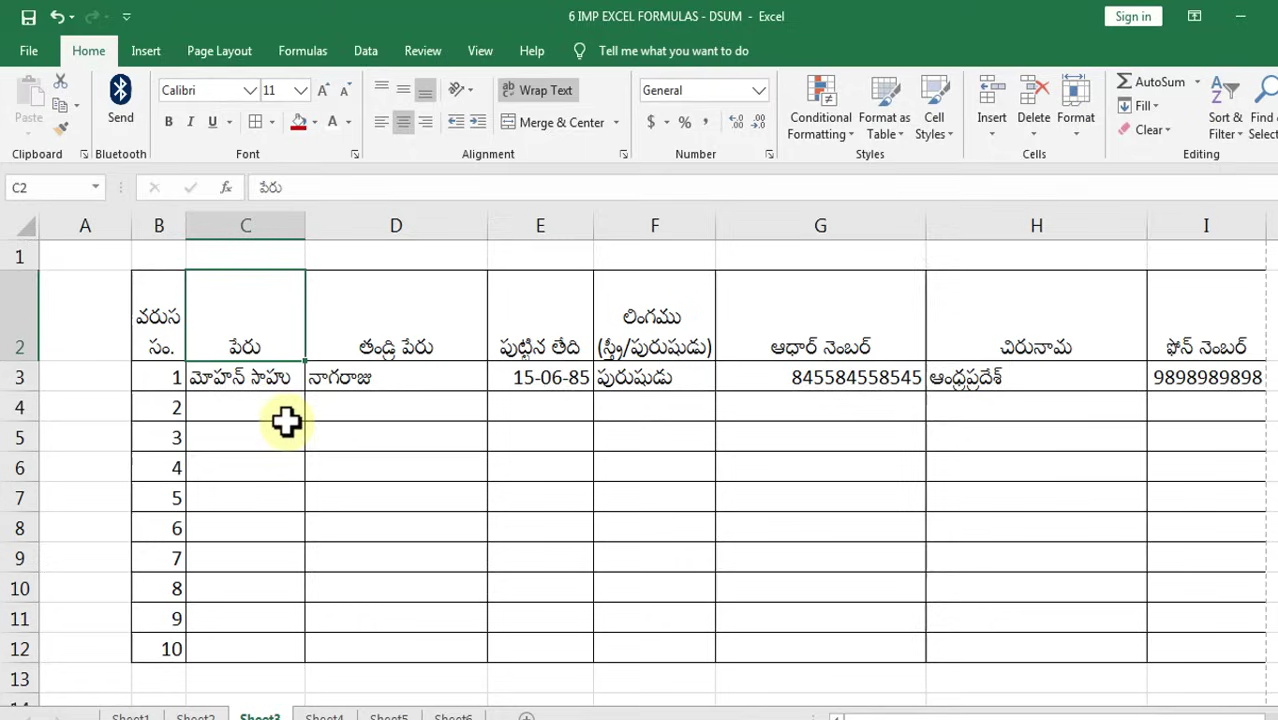 6 IMP EXCEL FORMULAS - DSUM - Excel
Sign in
File Home Insert Page Layout Formulas Data Review View Help Tell me what you want to do
Paste
Clipboard
Send
Bluetooth
Calibri 11
B I U
Font
Wrap Text
Merge & Center
Alignment
General
$ % ,
Number
Conditional Formatting
Format as Table
Cell Styles
Styles
Insert Delete Format
Cells
AutoSum
Fill
Clear
Sort & Filter
Editing
C2 fx పేరు
A B C D E F G H I
1
2 వరుస సం. పేరు తండ్రి పేరు పుట్టిన తేది లింగము (స్త్రీ/పురుషుడు) ఆధార్ నెంబర్ చిరునామ ఫోన్ నెంబర్
3 1 మోహన్ సాహు నాగరాజు 15-06-85 పురుషుడు 845584558545 ఆంధ్రప్రదేశ్ 9898989898
4 2
5 3
6 4
7 5
8 6
9 7
10 8
11 9
12 10
13
Sheet1 Sheet2 Sheet3 Sheet4 Sheet5 Sheet6